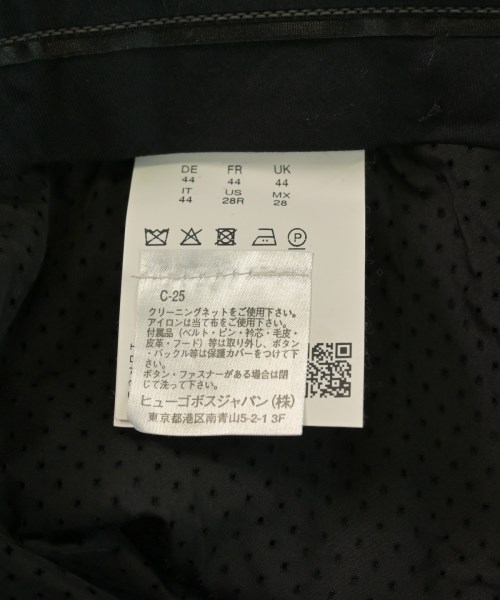 DE FR UK
44 44 44
IT US MX
44 28R 28
C-25
クリーニングネットをご使用下さい。
アイロンは当て布をご使用下さい。
付属品（ベルト・ピン・衿芯・毛皮・
皮革・フード）等は取り外し、ボタン
・バックル等は保護カバーをつけて下
さい。
ボタン・ファスナーがある場合は閉
じて洗って下さい。
ヒューゴボスジャパン（株）
東京都港区南青山5-2-1 3F